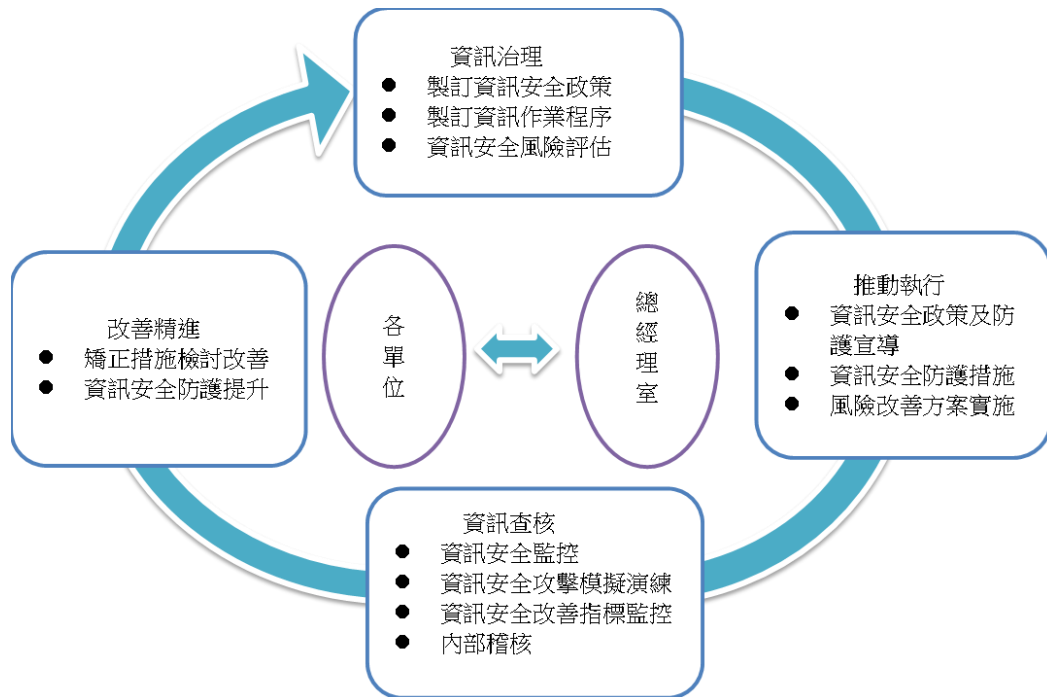 資訊治理
● 製訂資訊安全政策
● 製訂資訊作業程序
● 資訊安全風險評估
推動執行
● 資訊安全政策及防
護宣導
● 資訊安全防護措施
● 風險改善方案實施
資訊查核
● 資訊安全監控
● 資訊安全攻擊模擬演練
● 資訊安全改善指標監控
● 內部稽核
改善精進
● 矯正措施檢討改善
● 資訊安全防護提升
各單位
總經理室